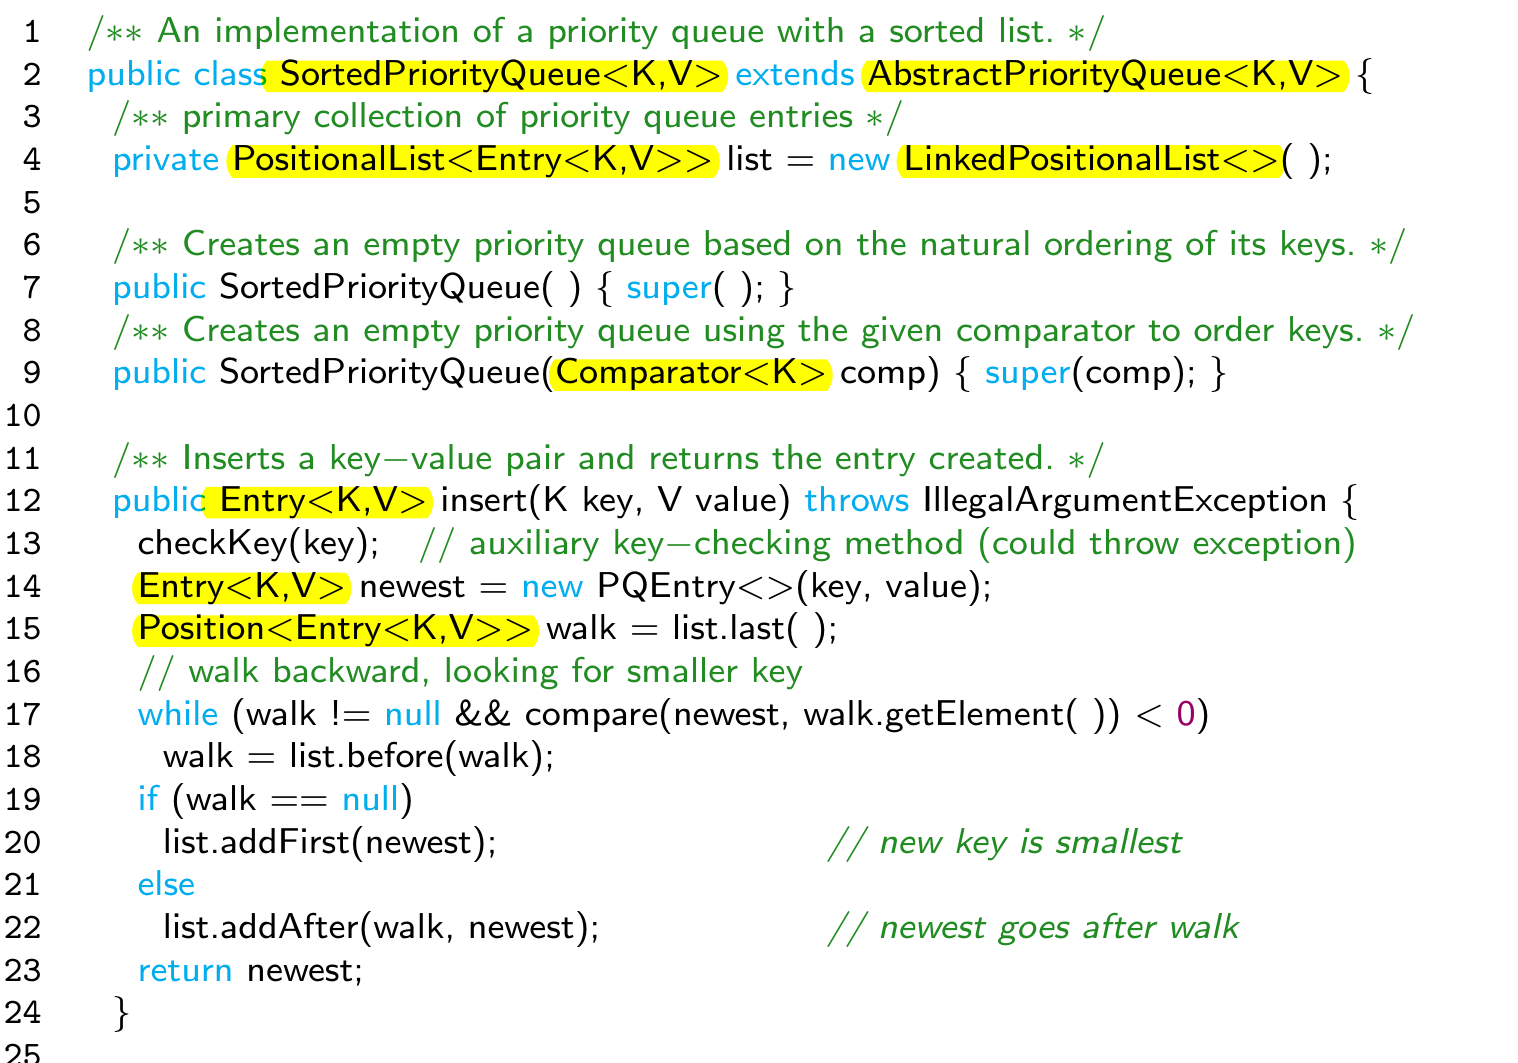 1 /** An implementation of a priority queue with a sorted list. */
2 public class SortedPriorityQueue<K,V> extends AbstractPriorityQueue<K,V> {
3 /** primary collection of priority queue entries */
4 private PositionalList<Entry<K,V>> list = new LinkedPositionalList<>( );
5
6 /** Creates an empty priority queue based on the natural ordering of its keys. */
7 public SortedPriorityQueue( ) { super( ); }
8 /** Creates an empty priority queue using the given comparator to order keys. */
9 public SortedPriorityQueue(Comparator<K> comp) { super(comp); }
10
11 /** Inserts a key−value pair and returns the entry created. */
12 public Entry<K,V> insert(K key, V value) throws IllegalArgumentException {
13 checkKey(key); // auxiliary key−checking method (could throw exception)
14 Entry<K,V> newest = new PQEntry<>(key, value);
15 Position<Entry<K,V>> walk = list.last( );
16 // walk backward, looking for smaller key
17 while (walk != null && compare(newest, walk.getElement( )) < 0)
18 walk = list.before(walk);
19 if (walk == null)
20 list.addFirst(newest); // new key is smallest
21 else
22 list.addAfter(walk, newest); // newest goes after walk
23 return newest;
24 }
25